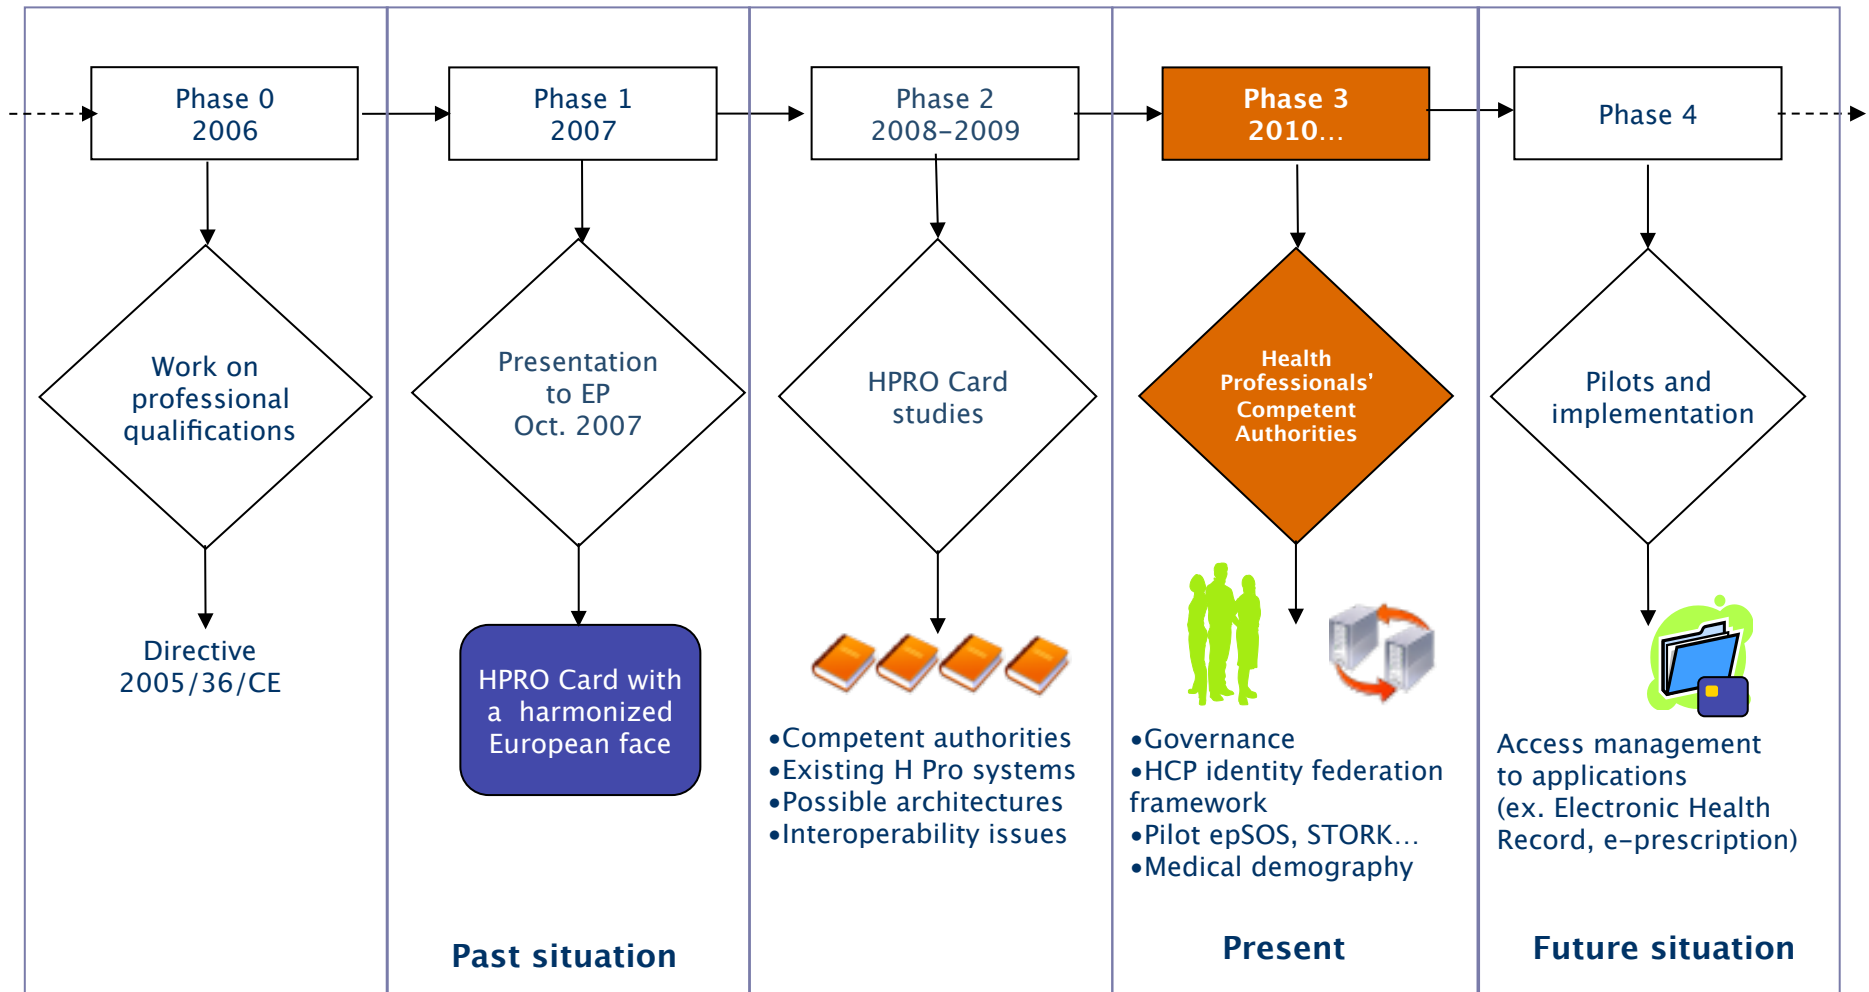 Phase 0
2006
Phase 1
2007
Phase 2
2008–2009
Phase 3
2010…
Phase 4
Work on
professional
qualifications
Presentation
to EP
Oct. 2007
HPRO Card
studies
Health
Professionals'
Competent
Authorities
Pilots and
implementation
Directive
2005/36/CE
HPRO Card with
a harmonized
European face
•Competent authorities
•Existing H Pro systems
•Possible architectures
•Interoperability issues
•Governance
•HCP identity federation
framework
•Pilot epSOS, STORK…
•Medical demography
Access management
to applications
(ex. Electronic Health
Record, e–prescription)
Past situation
Present
Future situation